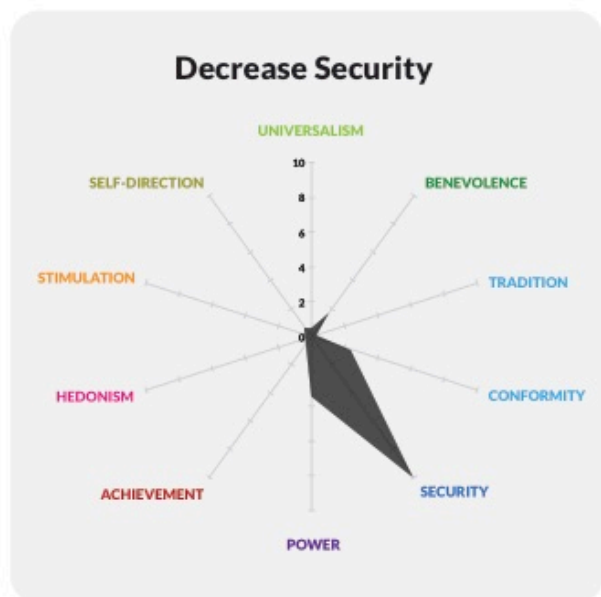 Decrease Security
UNIVERSALISM
10
SELF-DIRECTION
BENEVOLENCE
8
6
4
STIMULATION
TRADITION
2
0
HEDONISM
CONFORMITY
ACHIEVEMENT
SECURITY
POWER